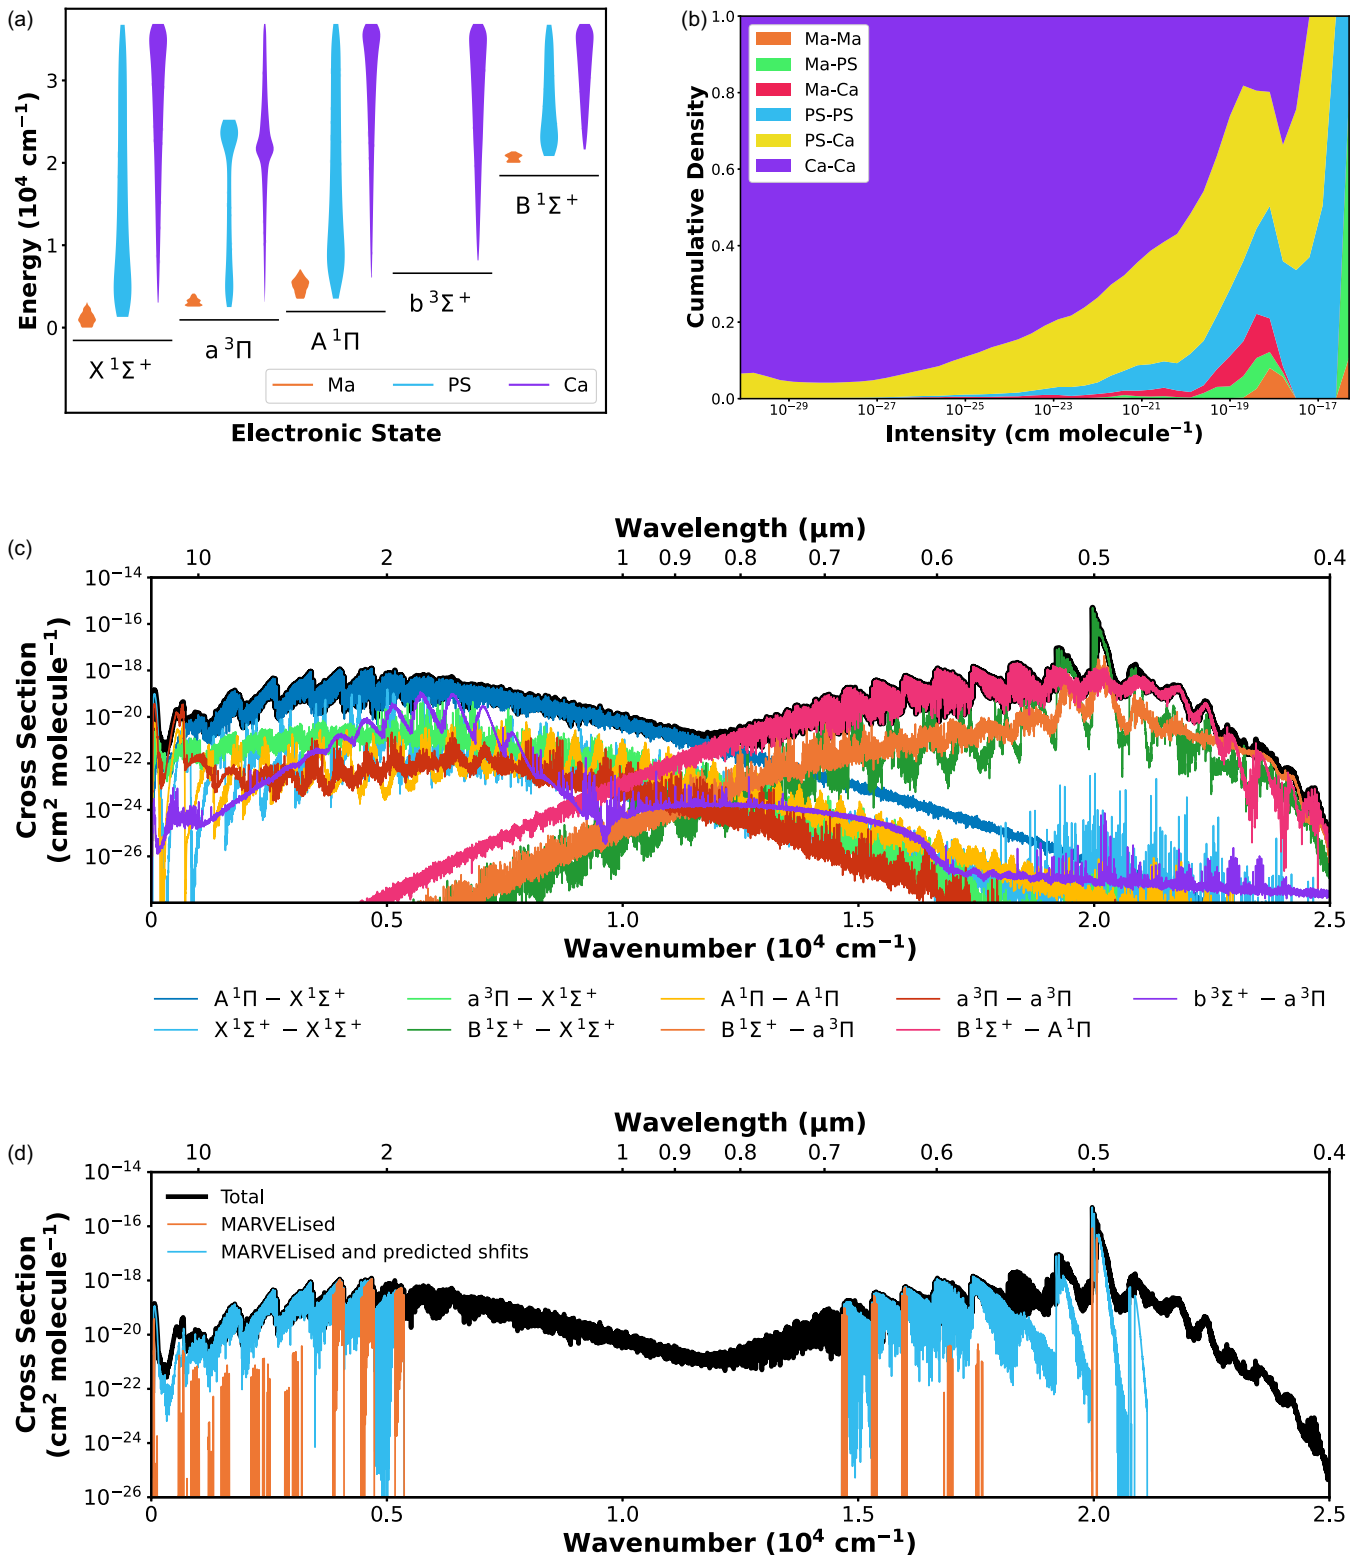 (a)
Energy (10⁴ cm⁻¹)
3
2
1
0
X ¹Σ⁺
a ³Π
A ¹Π
b ³Σ⁺
B ¹Σ⁺
Ma
PS
Ca
Electronic State
(b)
Cumulative Density
1.0
0.8
0.6
0.4
0.2
0.0
Ma-Ma
Ma-PS
Ma-Ca
PS-PS
PS-Ca
Ca-Ca
10⁻²⁹
10⁻²⁷
10⁻²⁵
10⁻²³
10⁻²¹
10⁻¹⁹
10⁻¹⁷
Intensity (cm molecule⁻¹)
(c)
Wavelength (μm)
10
2
1
0.9
0.8
0.7
0.6
0.5
0.4
Cross Section
(cm² molecule⁻¹)
10⁻¹⁴
10⁻¹⁶
10⁻¹⁸
10⁻²⁰
10⁻²²
10⁻²⁴
10⁻²⁶
0
0.5
1.0
1.5
2.0
2.5
Wavenumber (10⁴ cm⁻¹)
A ¹Π − X ¹Σ⁺
a ³Π − X ¹Σ⁺
A ¹Π − A ¹Π
a ³Π − a ³Π
b ³Σ⁺ − a ³Π
X ¹Σ⁺ − X ¹Σ⁺
B ¹Σ⁺ − X ¹Σ⁺
B ¹Σ⁺ − a ³Π
B ¹Σ⁺ − A ¹Π
(d)
Wavelength (μm)
10
2
1
0.9
0.8
0.7
0.6
0.5
0.4
Cross Section
(cm² molecule⁻¹)
10⁻¹⁴
10⁻¹⁶
10⁻¹⁸
10⁻²⁰
10⁻²²
10⁻²⁴
10⁻²⁶
Total
MARVELised
MARVELised and predicted shfits
0
0.5
1.0
1.5
2.0
2.5
Wavenumber (10⁴ cm⁻¹)